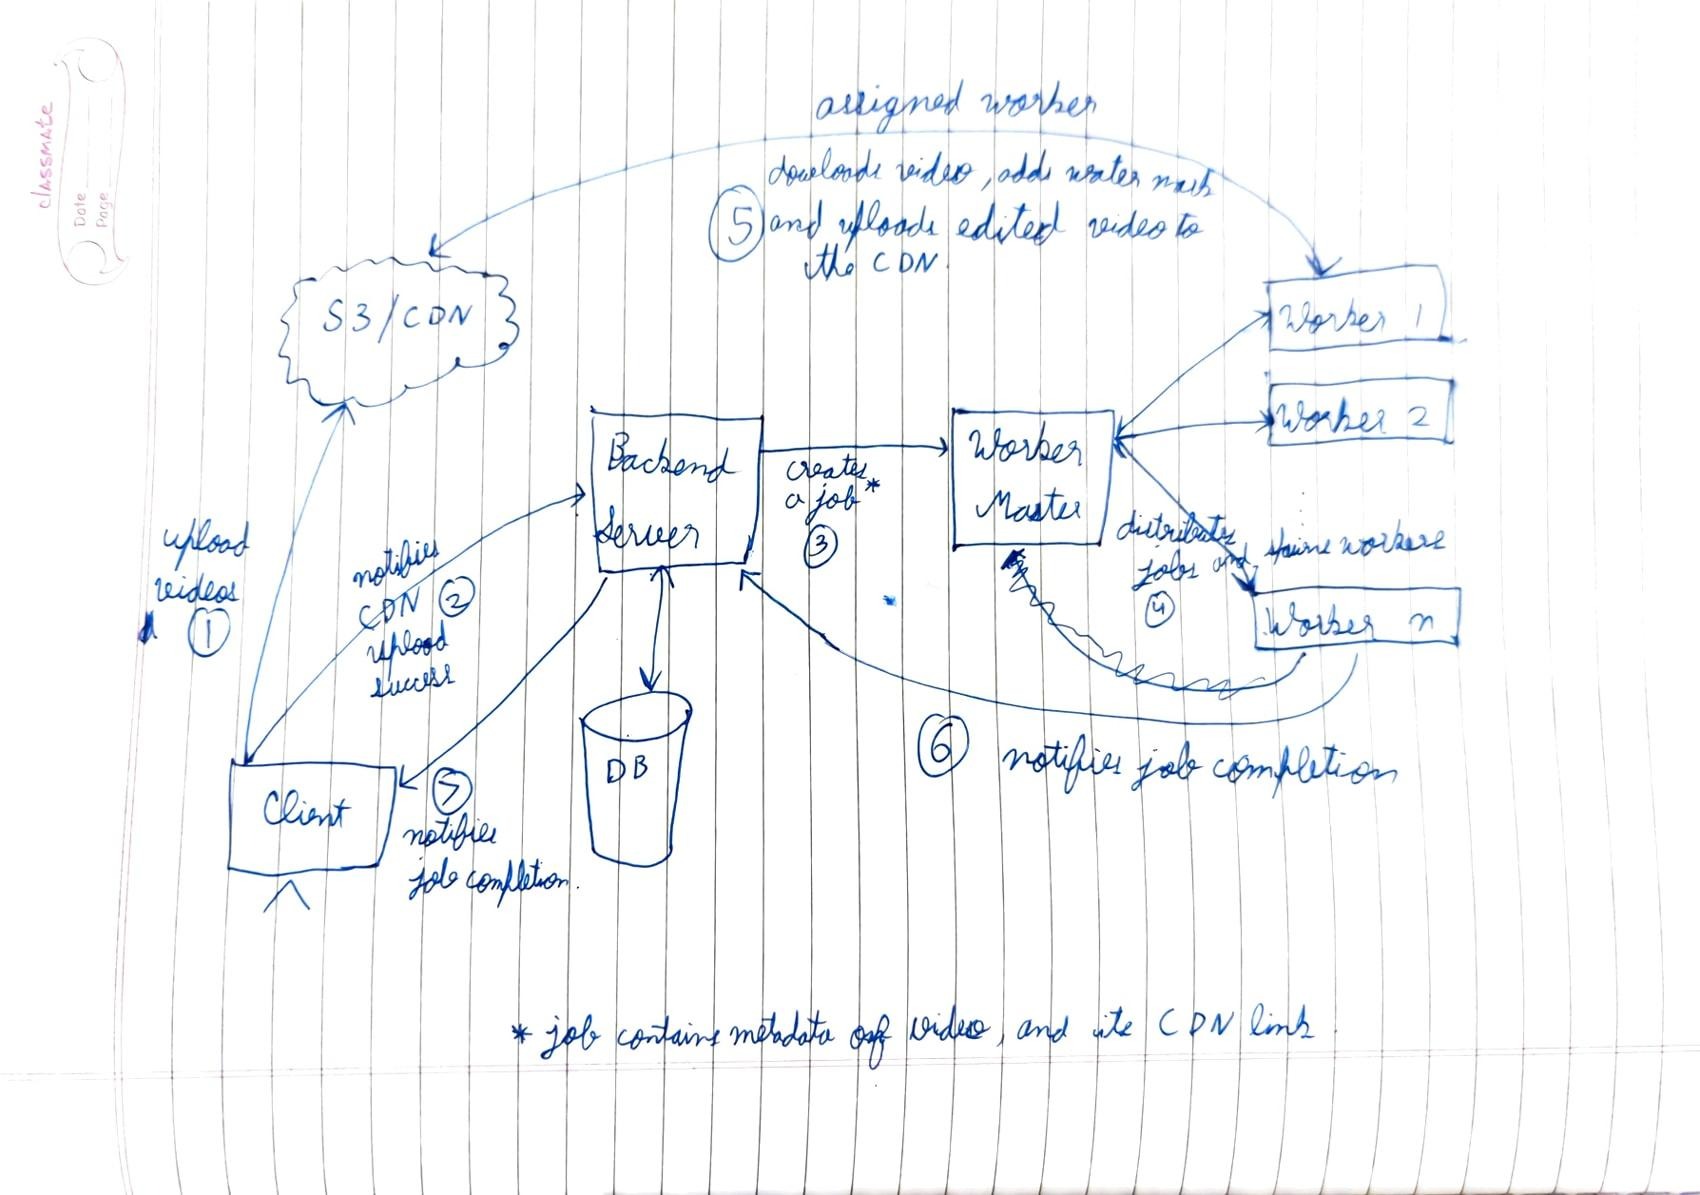 classmate
Date
Page
assigned worker
downloads video, adds water mark
5 and uploads edited video to
the CDN.
S3/CDN
Worker 1
Worker 2
Backend
Server
creates
a job*
3
Worker
Master
distributes
jobs and spins workers
4
Worker n
upload
videos
1
notifies
CDN 2
upload
success
6 notifies job completion
DB
Client
7
notifies
job completion.
* job contains metadata of video, and its CDN link